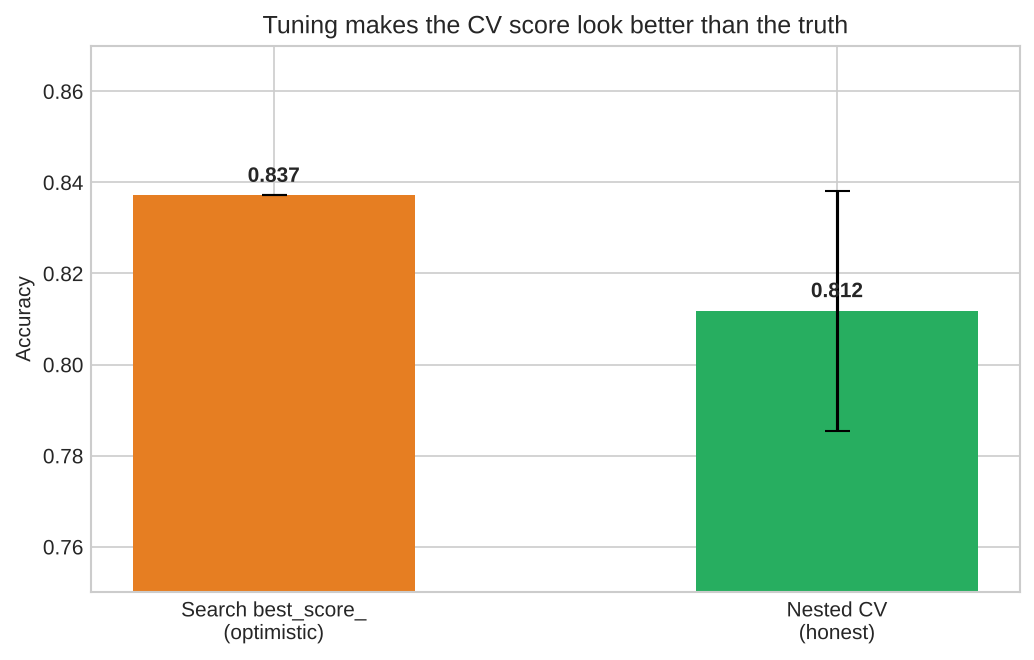 Tuning makes the CV score look better than the truth
0.86
0.84
0.82
0.80
0.78
0.76
Accuracy
0.837
0.812
Search best_score_
(optimistic)
Nested CV
(honest)